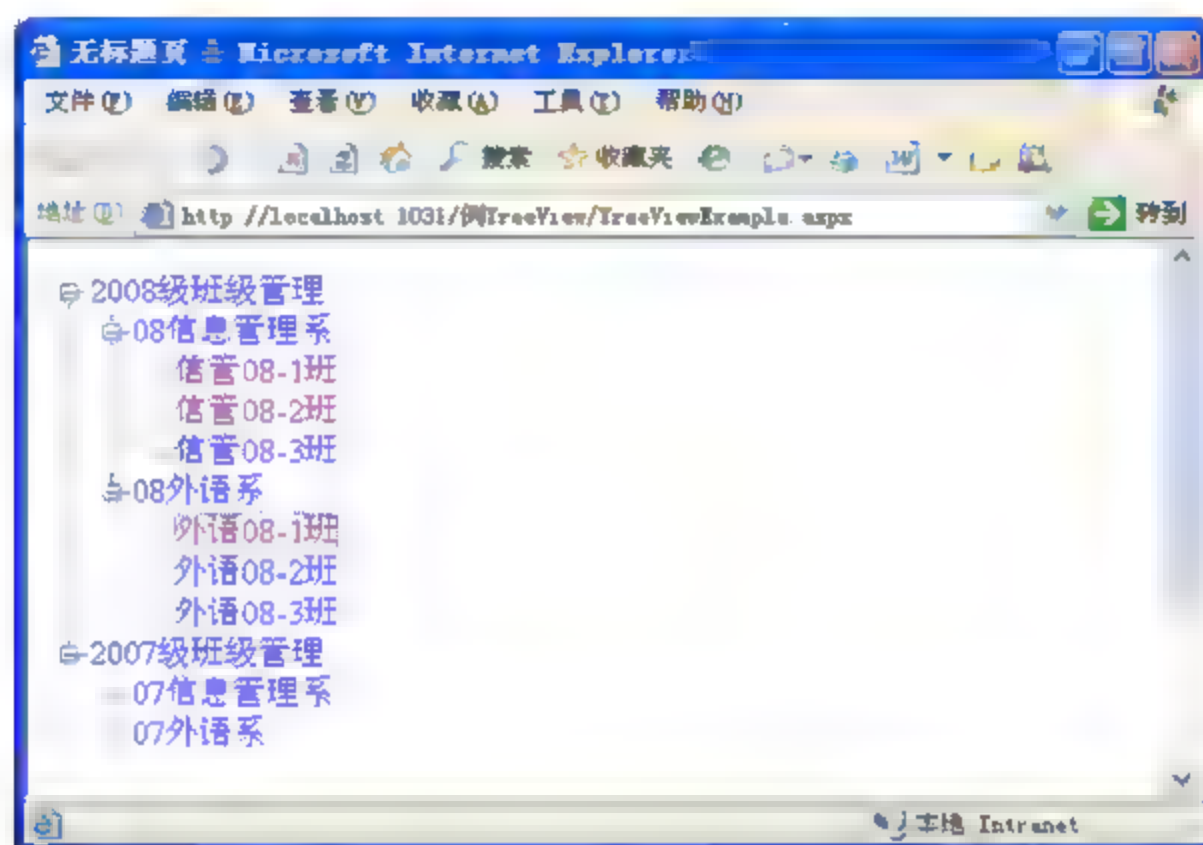 无标题页 - Microsoft Internet Explorer
文件(F) 编辑(E) 查看(V) 收藏(A) 工具(T) 帮助(H)
搜索 收藏夹
地址(D) http://localhost:1031/例TreeView/TreeViewExample.aspx 转到
2008级班级管理
08信息管理系
信管08-1班
信管08-2班
信管08-3班
08外语系
外语08-1班
外语08-2班
外语08-3班
2007级班级管理
07信息管理系
07外语系
本地 Intranet